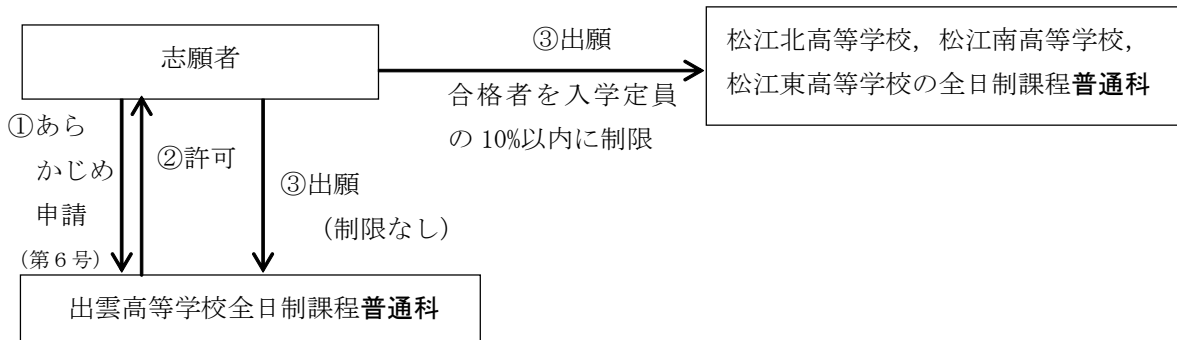 志願者
③出願
合格者を入学定員
の 10%以内に制限
松江北高等学校，松江南高等学校，
松江東高等学校の全日制課程普通科
①あら
かじめ
申請
（第６号）
②許可
③出願
（制限なし）
出雲高等学校全日制課程普通科